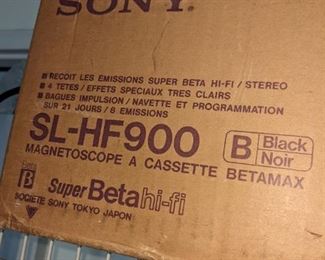 SONY.
■ RECOIT LES EMISSIONS SUPER BETA HI-FI / STEREO
■ 4 TETES / EFFETS SPECIAUX TRES CLAIRS
■ BAGUES IMPULSION / NAVETTE ET PROGRAMMATION
SUR 21 JOURS / 8 EMISSIONS
SL-HF900 B Black Noir
MAGNETOSCOPE A CASSETTE BETAMAX
B Super Beta hi-fi
SOCIETE SONY TOKYO JAPON